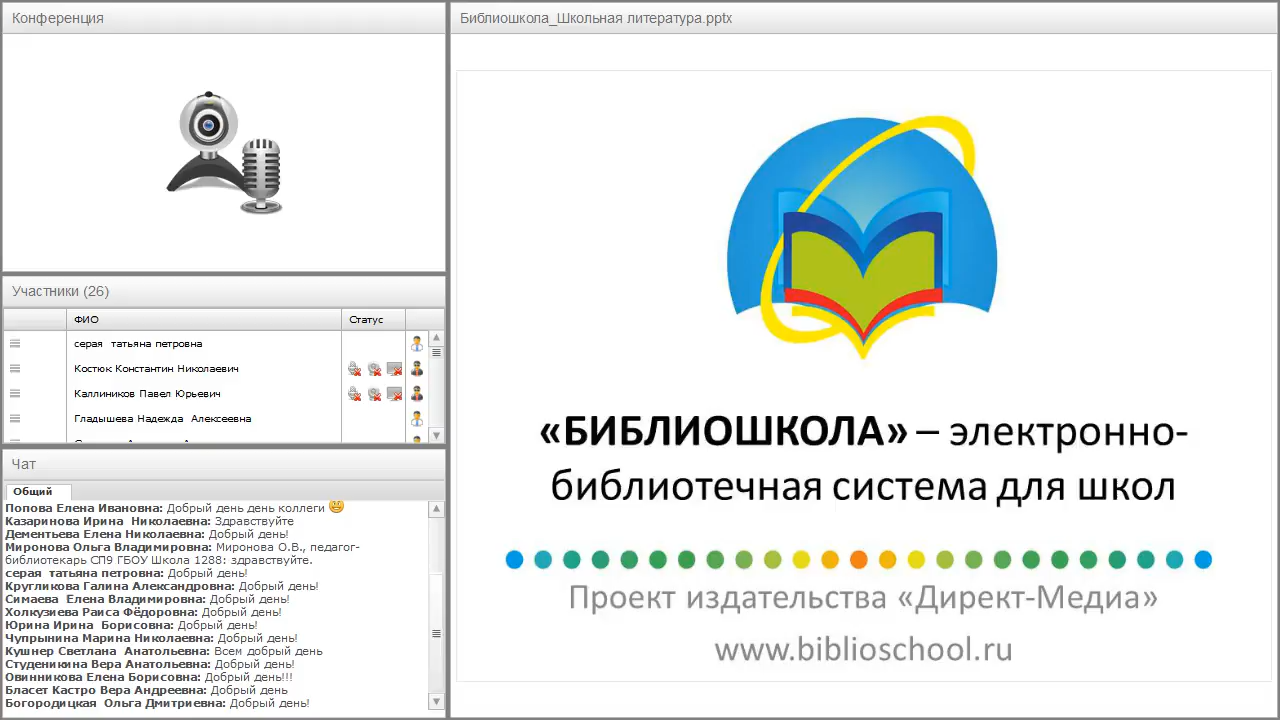 Конференция
Участники (26)
ФИО Статус
серая татьяна петровна
Костюк Константин Николаевич
Каллиников Павел Юрьевич
Гладышева Надежда Алексеевна
Чат
Общий
Попова Елена Ивановна: Добрый день день коллеги
Казаринова Ирина Николаевна: Здравствуйте
Дементьева Елена Николаевна: Добрый день!
Миронова Ольга Владимировна: Миронова О.В., педагог-
библиотекарь СП9 ГБОУ Школа 1288: здравствуйте.
серая татьяна петровна: Добрый день!
Кругликова Галина Александровна: Добрый день!
Симаева Елена Владимировна: Добрый день!
Холкузиева Раиса Фёдоровна: Добрый день!
Юрина Ирина Борисовна: Добрый день!
Чупрынина Марина Николаевна: Добрый день!
Кушнер Светлана Анатольевна: Всем добрый день
Студеникина Вера Анатольевна: Добрый день!
Овинникова Елена Борисовна: Добрый день!!!
Бласет Кастро Вера Андреевна: Добрый день
Богородицкая Ольга Дмитриевна: Добрый день!
Библиошкола_Школьная литература.pptx
«БИБЛИОШКОЛА» – электронно-
библиотечная система для школ
Проект издательства «Директ-Медиа»
www.biblioschool.ru